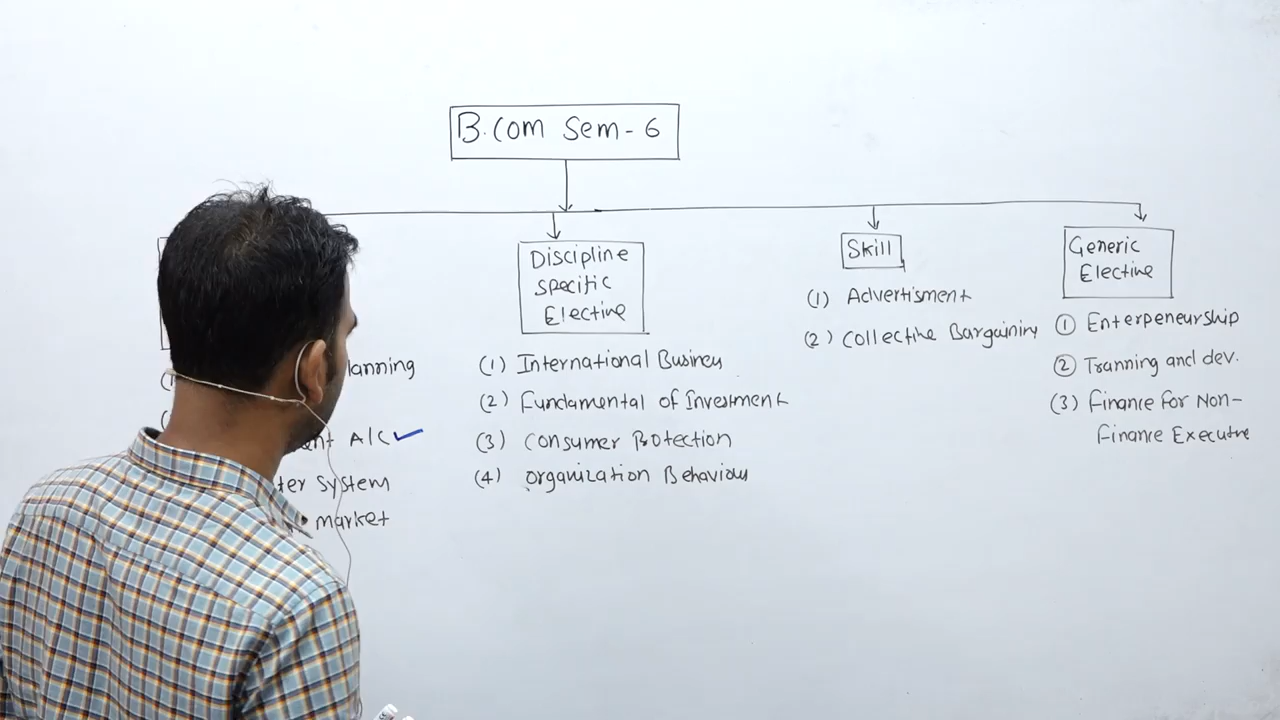 B.Com Sem-6
Discipline
Specific
Elective
(1) International Business
(2) Fundamental of Investment
(3) Consumer Protection
(4) Organization Behaviour
Skill
(1) Advertisment
(2) Collective Bargaining
Generic
Elective
① Enterpeneurship
② Tranning and dev.
(3) Finance For Non-
Finance Executive
lanning
ent A/C ✓
ter System
market